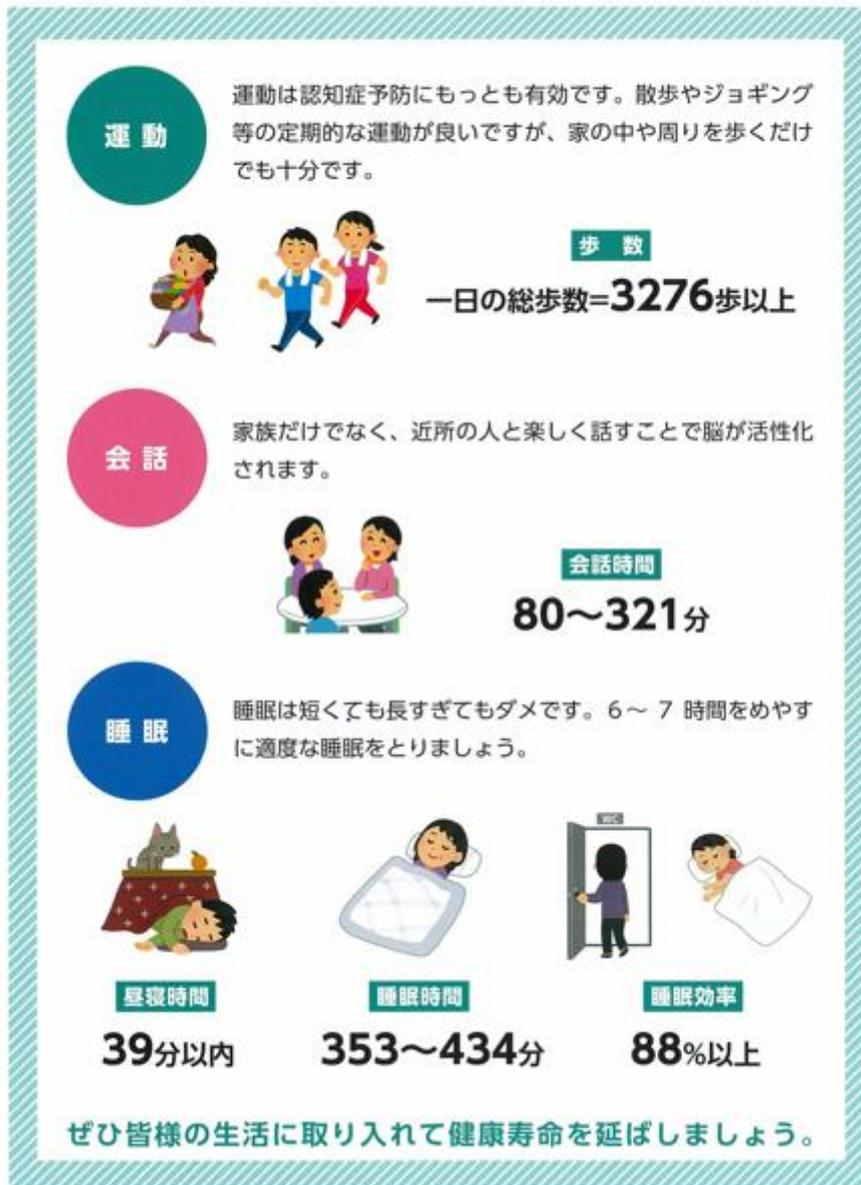 運動
運動は認知症予防にもっとも有効です。散歩やジョギング
等の定期的な運動が良いですが、家の中や周りを歩くだけ
でも十分です。
歩 数
一日の総歩数=3276歩以上
会話
家族だけでなく、近所の人と楽しく話すことで脳が活性化
されます。
会話時間
80〜321分
睡眠
睡眠は短くても長すぎてもダメです。6〜 7 時間をめやす
に適度な睡眠をとりましょう。
WC
昼寝時間
39分以内
睡眠時間
353〜434分
睡眠効率
88%以上
ぜひ皆様の生活に取り入れて健康寿命を延ばしましょう。